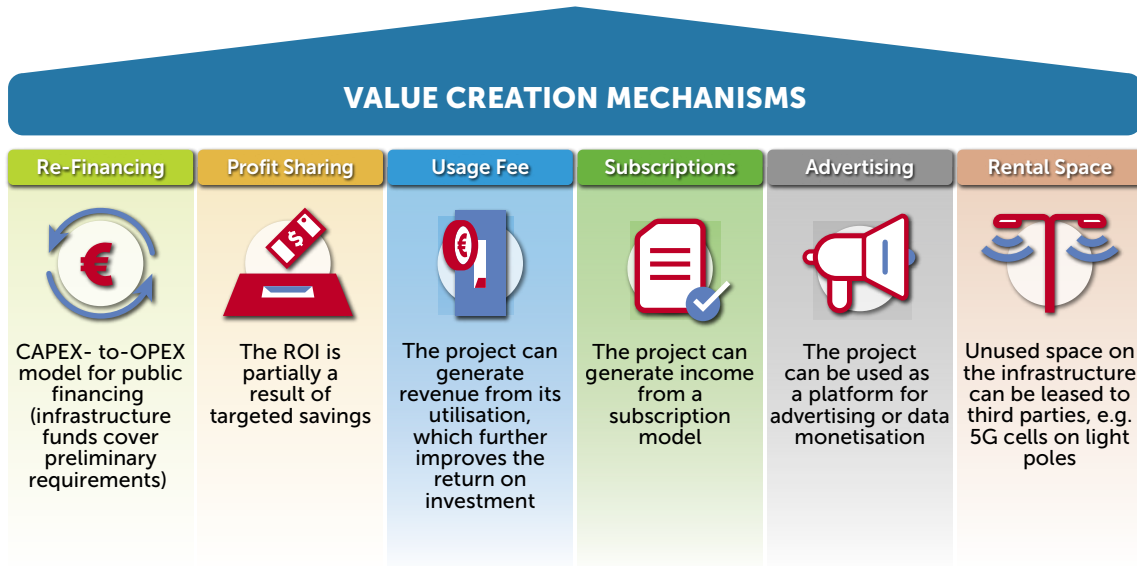 VALUE CREATION MECHANISMS
Re-Financing
CAPEX- to-OPEX
model for public
financing
(infrastructure
funds cover
preliminary
requirements)
Profit Sharing
$
The ROI is
partially a
result of
targeted savings
Usage Fee
€
The project can
generate
revenue from its
utilisation,
which further
improves the
return on
investment
Subscriptions
The project can
generate income
from a
subscription
model
Advertising
The project
can be used as
a platform for
advertising or data
monetisation
Rental Space
Unused space on
the infrastructure
can be leased to
third parties, e.g.
5G cells on light
poles